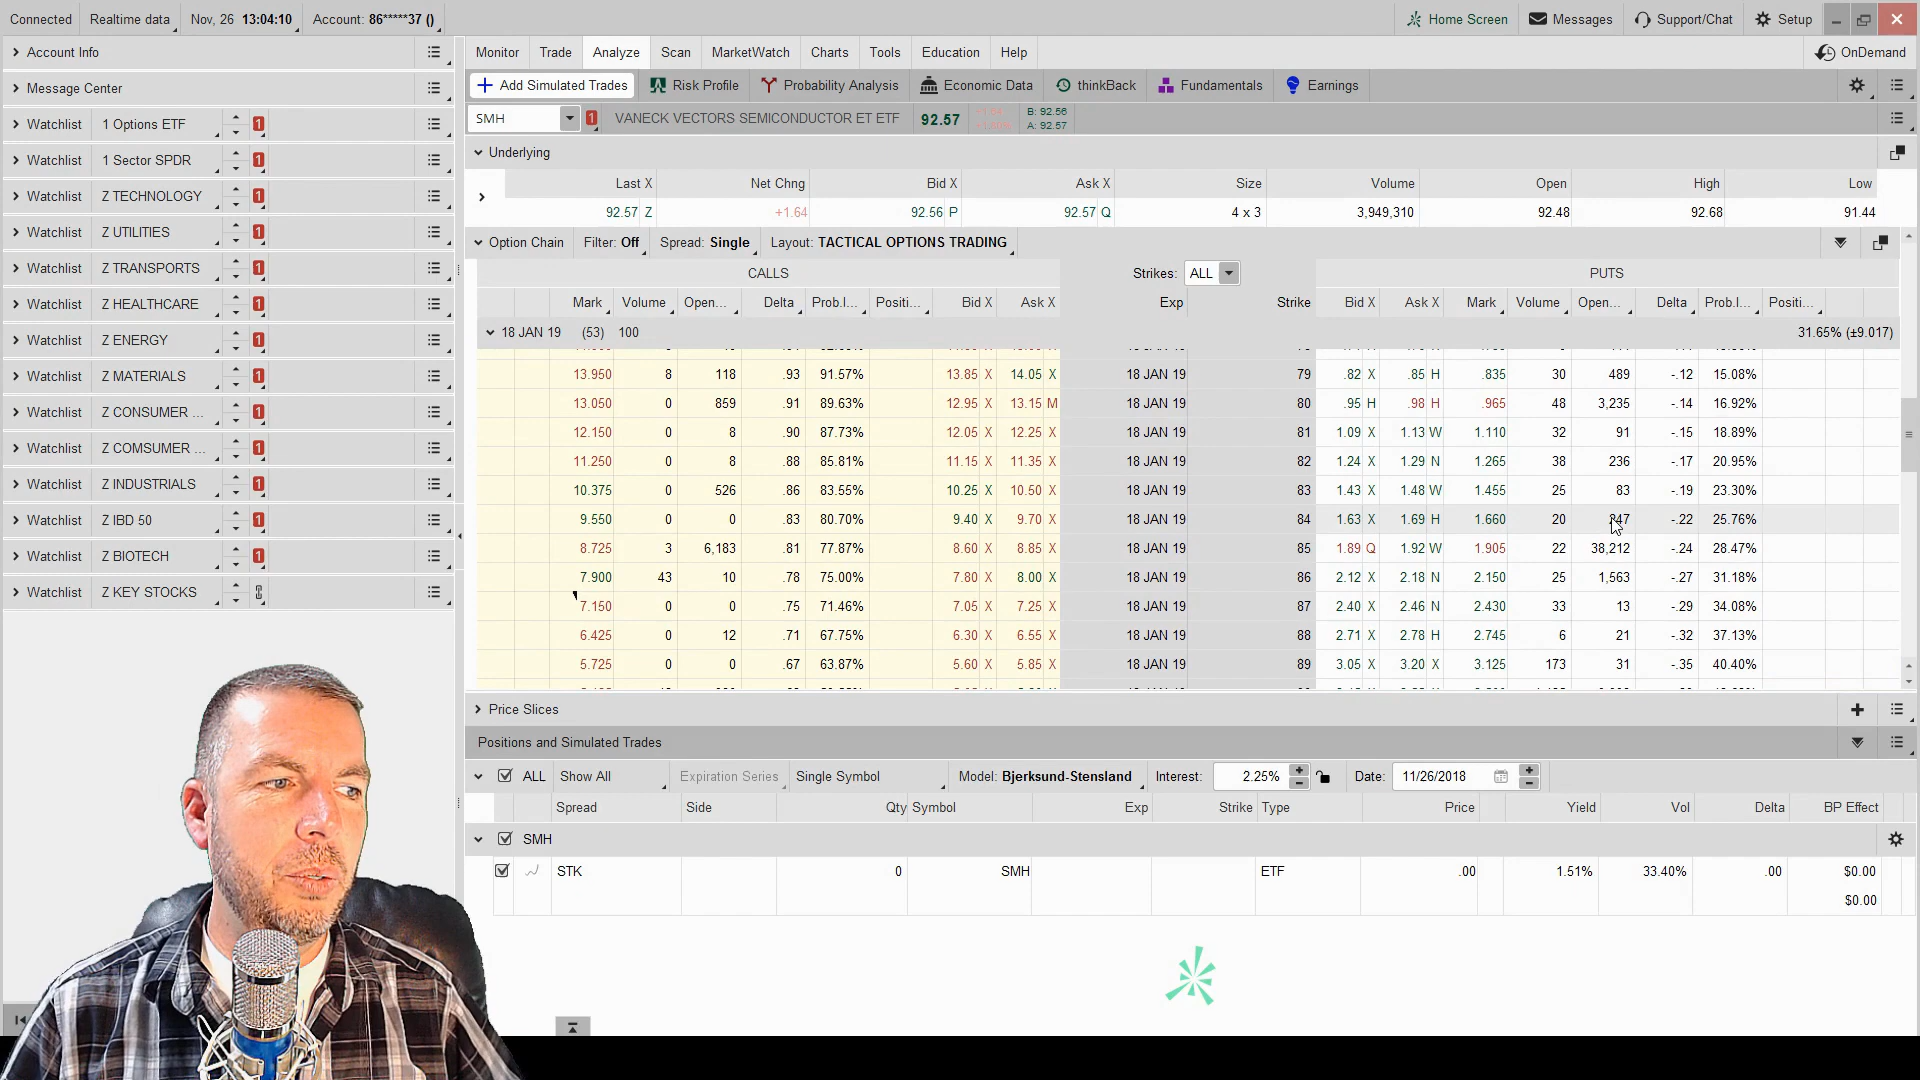 Connected Realtime data Nov, 26 13:04:10 Account: 86*****37 () Home Screen Messages Support/Chat Setup
Account Info
Message Center
Watchlist 1 Options ETF 1
Watchlist 1 Sector SPDR 1
Watchlist Z TECHNOLOGY 1
Watchlist Z UTILITIES 1
Watchlist Z TRANSPORTS 1
Watchlist Z HEALTHCARE 1
Watchlist Z ENERGY 1
Watchlist Z MATERIALS 1
Watchlist Z CONSUMER ... 1
Watchlist Z COMSUMER ... 1
Watchlist Z INDUSTRIALS 1
Watchlist Z IBD 50 1
Watchlist Z BIOTECH 1
Watchlist Z KEY STOCKS
Monitor Trade Analyze Scan MarketWatch Charts Tools Education Help OnDemand
Add Simulated Trades Risk Profile Probability Analysis Economic Data thinkBack Fundamentals Earnings
SMH 1 VANECK VECTORS SEMICONDUCTOR ET ETF 92.57 B: 92.56
A: 92.57
Underlying
Last X Net Chng Bid X Ask X Size Volume Open High Low
92.57 Z +1.64 92.56 P 92.57 Q 4 x 3 3,949,310 92.48 92.68 91.44
Option Chain Filter: Off Spread: Single Layout: TACTICAL OPTIONS TRADING
CALLS Strikes: ALL PUTS
Mark Volume Open... Delta Prob.I... Positi... Bid X Ask X Exp Strike Bid X Ask X Mark Volume Open... Delta Prob.I... Positi...
18 JAN 19 (53) 100 31.65% (±9.017)
13.950 8 118 .93 91.57% 13.85 X 14.05 X 18 JAN 19 79 .82 X .85 H .835 30 489 -.12 15.08%
13.050 0 859 .91 89.63% 12.95 X 13.15 M 18 JAN 19 80 .95 H .98 H .965 48 3,235 -.14 16.92%
12.150 0 8 .90 87.73% 12.05 X 12.25 X 18 JAN 19 81 1.09 X 1.13 W 1.110 32 91 -.15 18.89%
11.250 0 8 .88 85.81% 11.15 X 11.35 X 18 JAN 19 82 1.24 X 1.29 N 1.265 38 236 -.17 20.95%
10.375 0 526 .86 83.55% 10.25 X 10.50 X 18 JAN 19 83 1.43 X 1.48 W 1.455 25 83 -.19 23.30%
9.550 0 0 .83 80.70% 9.40 X 9.70 X 18 JAN 19 84 1.63 X 1.69 H 1.660 20 -.22 25.76%
8.725 3 6,183 .81 77.87% 8.60 X 8.85 X 18 JAN 19 85 1.89 Q 1.92 W 1.905 22 38,212 -.24 28.47%
7.900 43 10 .78 75.00% 7.80 X 8.00 X 18 JAN 19 86 2.12 X 2.18 N 2.150 25 1,563 -.27 31.18%
7.150 0 0 .75 71.46% 7.05 X 7.25 X 18 JAN 19 87 2.40 X 2.46 N 2.430 33 13 -.29 34.08%
6.425 0 12 .71 67.75% 6.30 X 6.55 X 18 JAN 19 88 2.71 X 2.78 H 2.745 6 21 -.32 37.13%
5.725 0 0 .67 63.87% 5.60 X 5.85 X 18 JAN 19 89 3.05 X 3.20 X 3.125 173 31 -.35 40.40%
Price Slices
Positions and Simulated Trades
ALL Show All Expiration Series Single Symbol Model: Bjerksund-Stensland Interest: 2.25% Date: 11/26/2018
Spread Side Qty Symbol Exp Strike Type Price Yield Vol Delta BP Effect
SMH
STK 0 SMH ETF .00 1.51% 33.40% .00 $0.00
$0.00